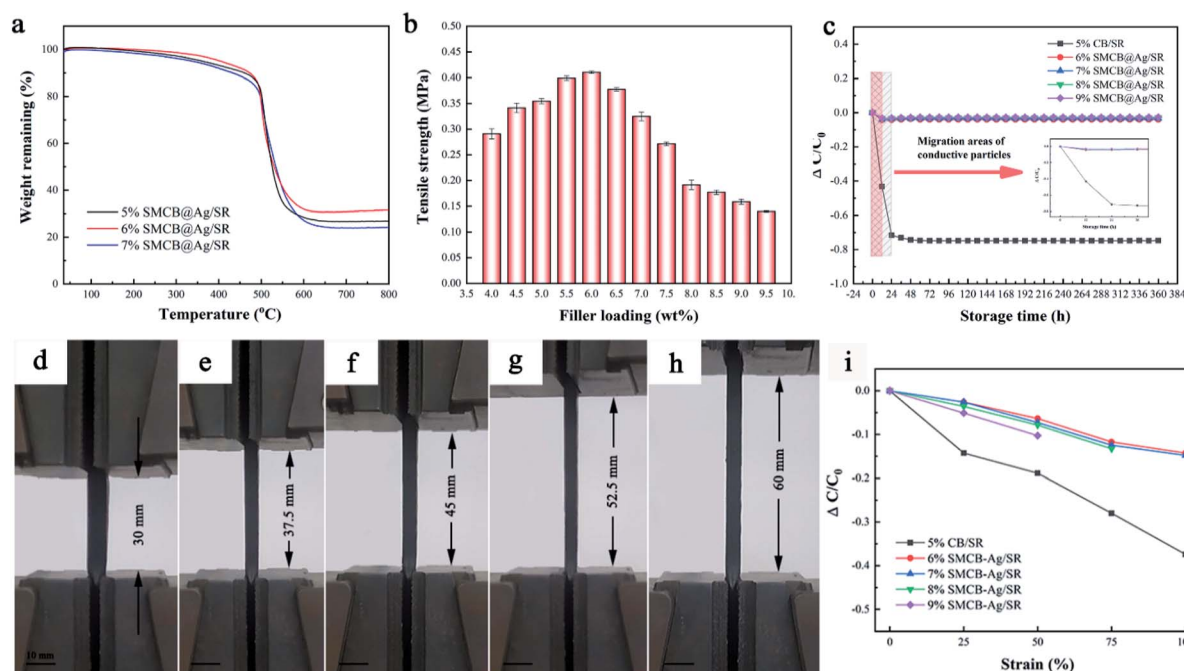 a
Weight remaining (%)
100
80
60
40
20
0
5% SMCB@Ag/SR
6% SMCB@Ag/SR
7% SMCB@Ag/SR
100 200 300 400 500 600 700 800
Temperature (°C)
b
Tensile strength (MPa)
0.50
0.45
0.40
0.35
0.30
0.25
0.20
0.15
0.10
0.05
0.00
3.5 4.0 4.5 5.0 5.5 6.0 6.5 7.0 7.5 8.0 8.5 9.0 9.5 10.
Filler loading (wt%)
c
Δ C/C0
0.4
0.2
0.0
-0.2
-0.4
-0.6
-0.8
-1.0
5% CB/SR
6% SMCB@Ag/SR
7% SMCB@Ag/SR
8% SMCB@Ag/SR
9% SMCB@Ag/SR
Migration areas of
conductive particles
Δ C/C0
Storage time (h)
-24 0 24 48 72 96 120 144 168 192 216 240 264 288 312 336 360 384
Storage time (h)
d
30 mm
10 mm
e
37.5 mm
f
45 mm
g
52.5 mm
h
60 mm
i
Δ C/C0
0.0
-0.1
-0.2
-0.3
-0.4
-0.5
5% CB/SR
6% SMCB-Ag/SR
7% SMCB-Ag/SR
8% SMCB-Ag/SR
9% SMCB-Ag/SR
0 25 50 75 100
Strain (%)